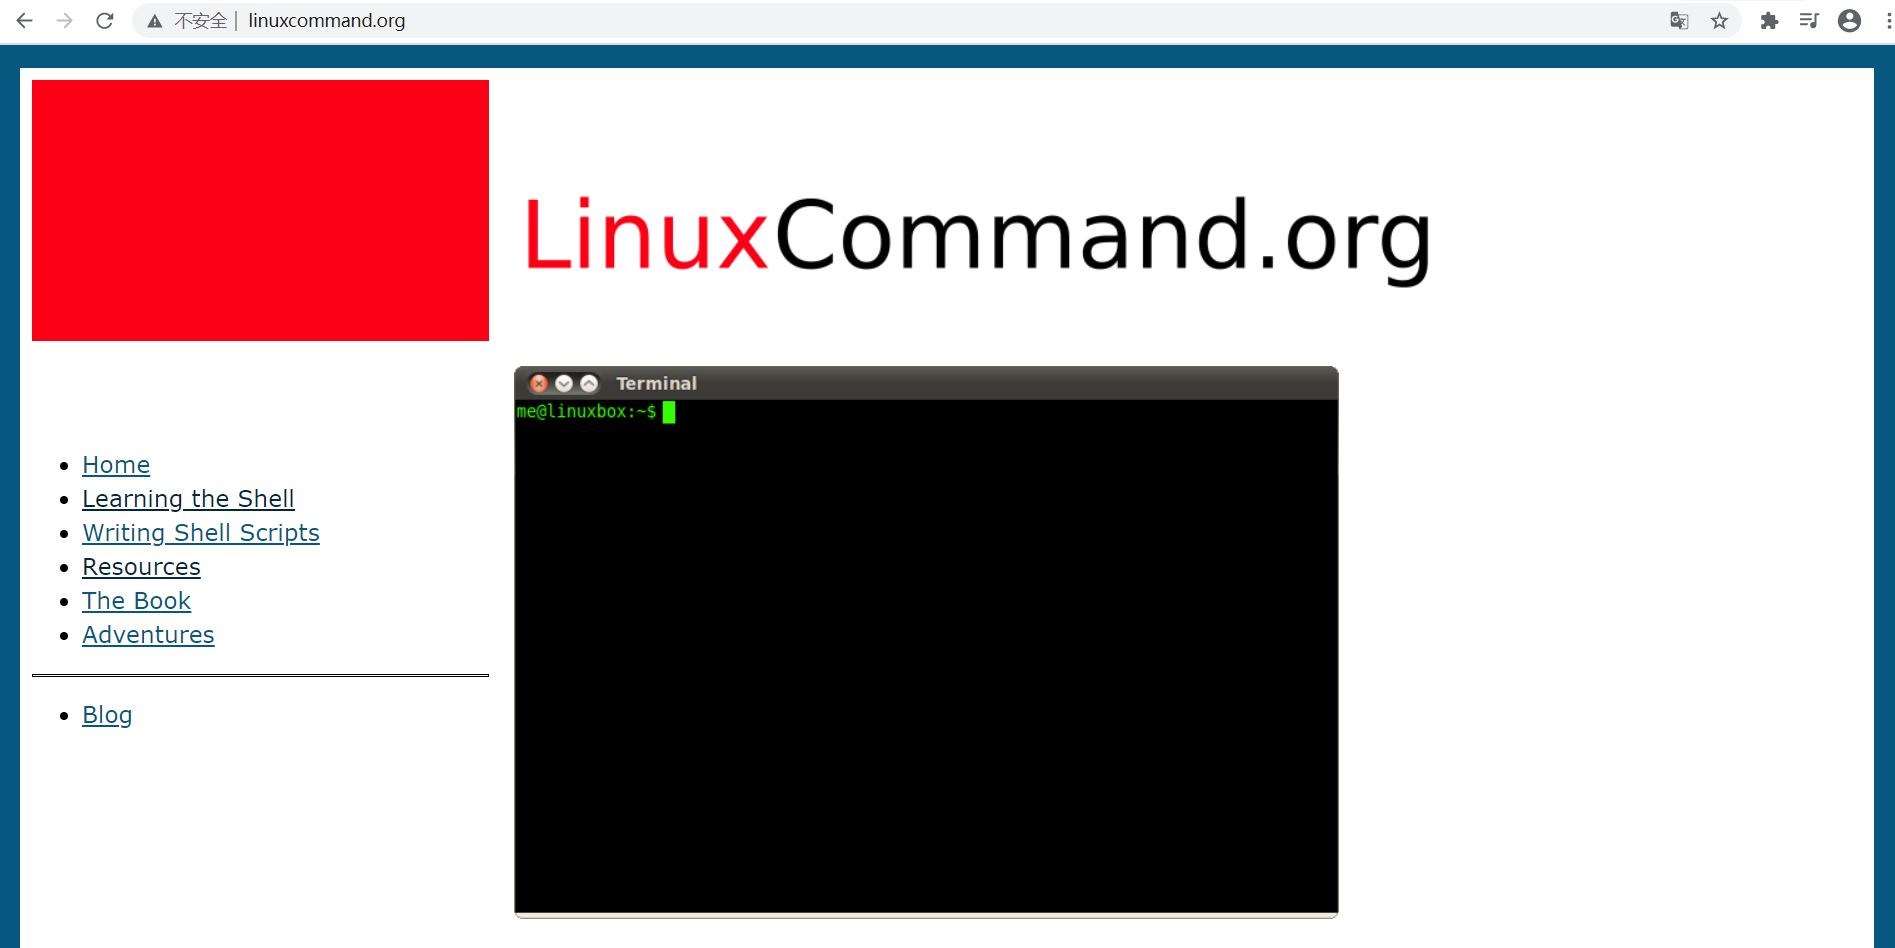 不安全 linuxcommand.org
LinuxCommand.org
Terminal
me@linuxbox:~$
Home
Learning the Shell
Writing Shell Scripts
Resources
The Book
Adventures
Blog